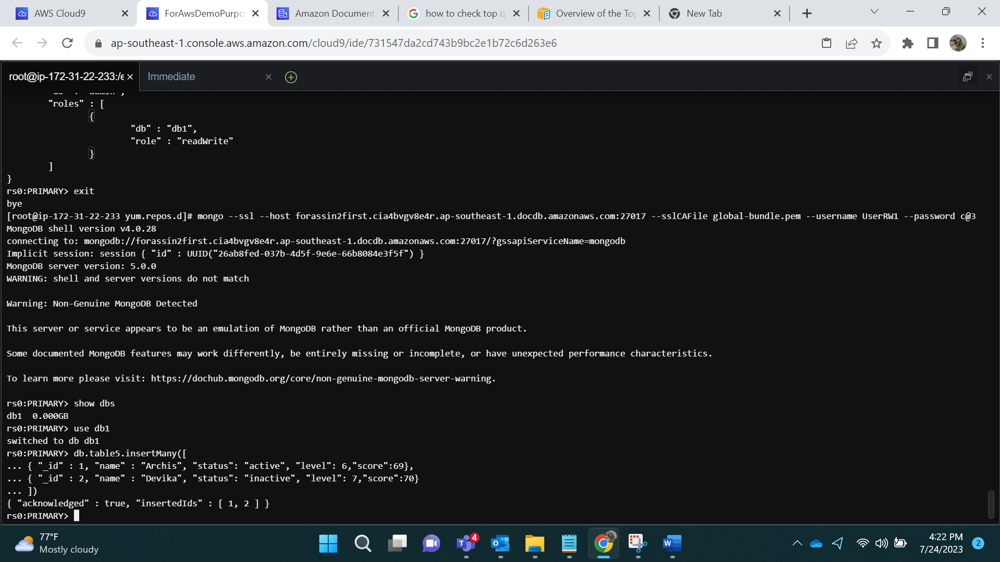 AWS Cloud9
ForAwsDemoPurpo
Amazon Document
how to check top q
Overview of the Top
New Tab
ap-southeast-1.console.aws.amazon.com/cloud9/ide/731547da2cd743b9bc2e1b72c6d263e6
root@ip-172-31-22-233:/e
Immediate
"roles" : [
{
"db" : "db1",
"role" : "readWrite"
}
]
}
rs0:PRIMARY> exit
bye
[root@ip-172-31-22-233 yum.repos.d]# mongo --ssl --host forassin2first.cia4bvgv8e4r.ap-southeast-1.docdb.amazonaws.com:27017 --sslCAFile global-bundle.pem --username UserRW1 --password c@3
MongoDB shell version v4.0.28
connecting to: mongodb://forassin2first.cia4bvgv8e4r.ap-southeast-1.docdb.amazonaws.com:27017/?gssapiServiceName=mongodb
Implicit session: session { "id" : UUID("26ab8fed-037b-4d5f-9e6e-66b8084e3f5f") }
MongoDB server version: 5.0.0
WARNING: shell and server versions do not match
Warning: Non-Genuine MongoDB Detected
This server or service appears to be an emulation of MongoDB rather than an official MongoDB product.
Some documented MongoDB features may work differently, be entirely missing or incomplete, or have unexpected performance characteristics.
To learn more please visit: https://dochub.mongodb.org/core/non-genuine-mongodb-server-warning.
rs0:PRIMARY> show dbs
db1  0.000GB
rs0:PRIMARY> use db1
switched to db db1
rs0:PRIMARY> db.table5.insertMany([
... { "_id" : 1, "name" : "Archis", "status": "active", "level": 6,"score":69},
... { "_id" : 2, "name" : "Devika", "status": "inactive", "level": 7,"score":70}
... ])
{ "acknowledged" : true, "insertedIds" : [ 1, 2 ] }
rs0:PRIMARY>
77°F
Mostly cloudy
4
4:22 PM
7/24/2023
2